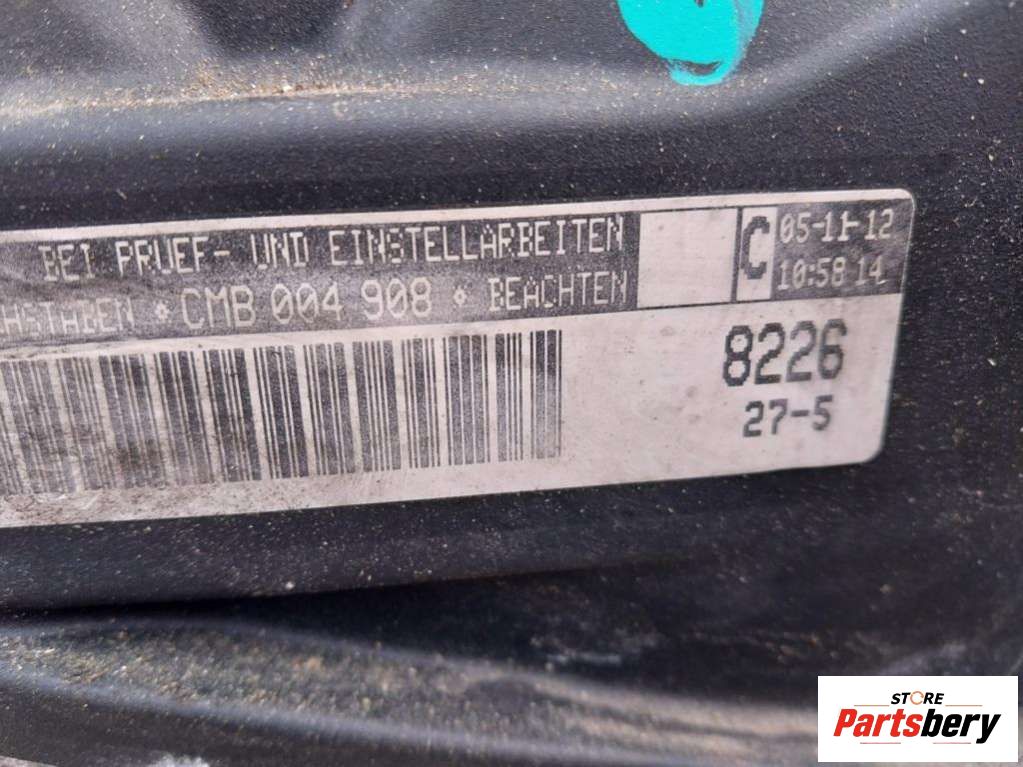 BEI PRUEF- UND EINSTELLARBEITEN
* CMB 004 908 * BEACHTEN
C
05-11-12
10:58 14
8226
27-5
STORE
Partsbery